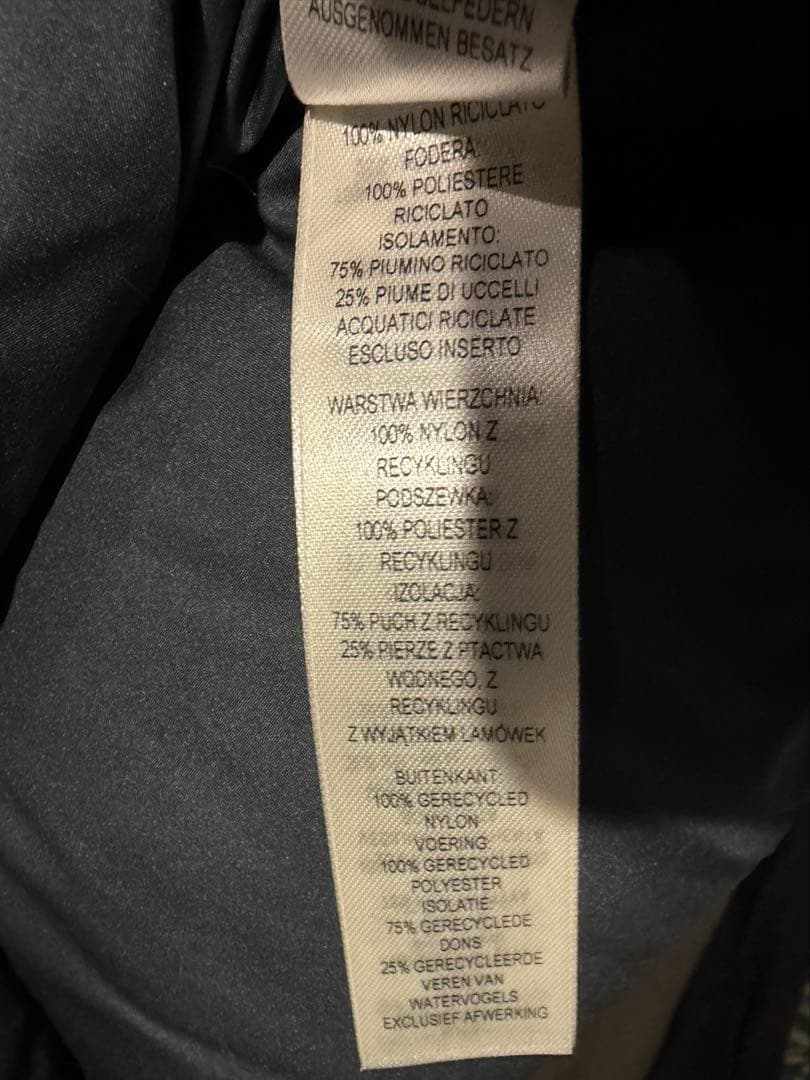 AUSGENOMMEN BESATZ
100% NYLON RICICLATO
FODERA:
100% POLIESTERE
RICICLATO
ISOLAMENTO:
75% PIUMINO RICICLATO
25% PIUME DI UCCELLI
ACQUATICI RICICLATE
ESCLUSO INSERTO
WARSTWA WIERZCHNIA:
100% NYLON Z
RECYKLINGU
PODSZEWKA:
100% POLIESTER Z
RECYKLINGU
IZOLACJA:
75% PUCH Z RECYKLINGU
25% PIERZE Z PTACTWA
WODNEGO, Z
RECYKLINGU
Z WYJĄTKIEM LAMÓWEK
BUITENKANT:
100% GERECYCLED
NYLON
VOERING:
100% GERECYCLED
POLYESTER
ISOLATIE:
75% GERECYCLEDE
DONS
25% GERECYCLEERDE
VEREN VAN
WATERVOGELS
EXCLUSIEF AFWERKING